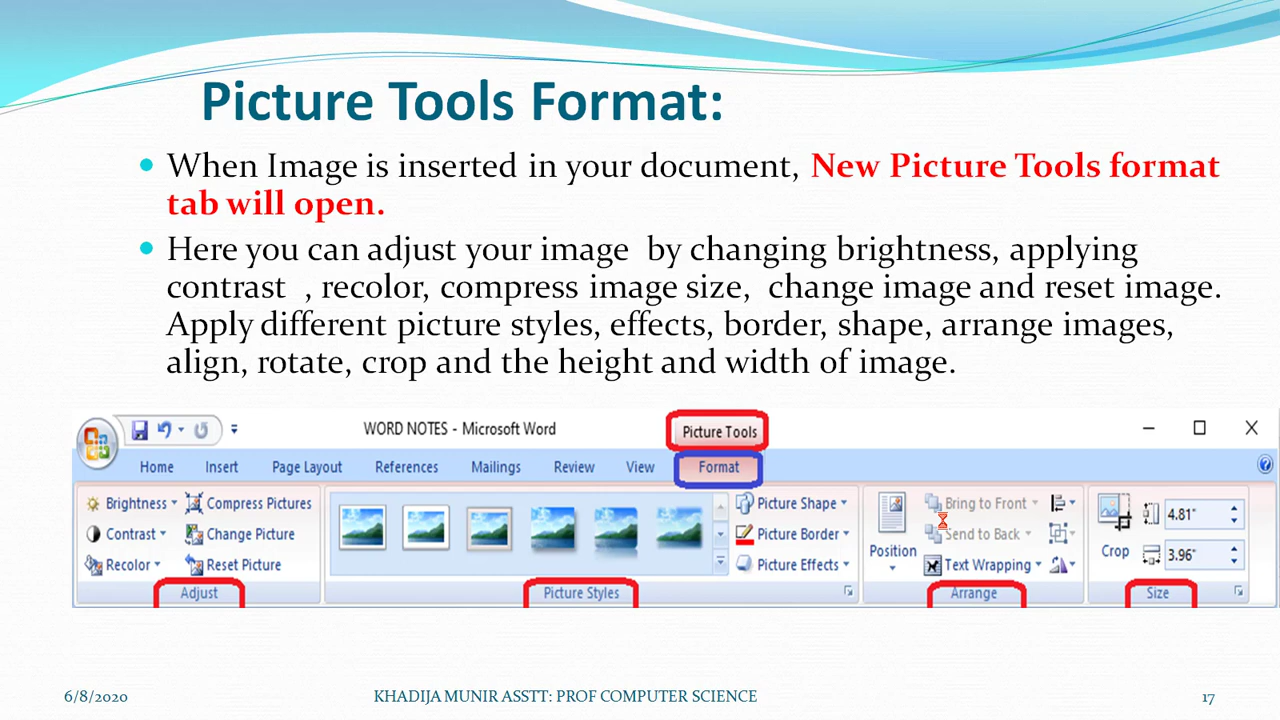 Picture Tools Format:
When Image is inserted in your document, New Picture Tools format
tab will open.
Here you can adjust your image by changing brightness, applying
contrast , recolor, compress image size, change image and reset image.
Apply different picture styles, effects, border, shape, arrange images,
align, rotate, crop and the height and width of image.
WORD NOTES - Microsoft Word
Picture Tools
Home Insert Page Layout References Mailings Review View Format
Brightness Compress Pictures Picture Shape Bring to Front 4.81"
Contrast Change Picture Picture Border Send to Back
Position Crop 3.96"
Recolor Reset Picture Picture Effects Text Wrapping
Adjust Picture Styles Arrange Size
6/8/2020 KHADIJA MUNIR ASSTT: PROF COMPUTER SCIENCE 17